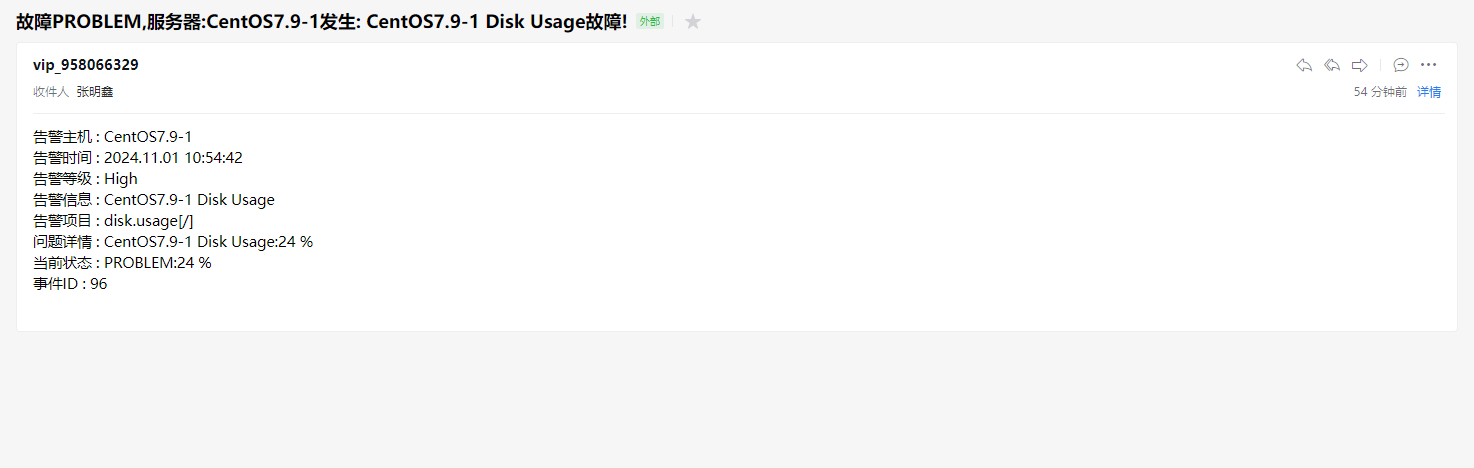 故障PROBLEM,服务器:CentOS7.9-1发生: CentOS7.9-1 Disk Usage故障! 外部
vip_958066329
收件人 张明鑫 54 分钟前 详情
告警主机 : CentOS7.9-1
告警时间 : 2024.11.01 10:54:42
告警等级 : High
告警信息 : CentOS7.9-1 Disk Usage
告警项目 : disk.usage[/]
问题详情 : CentOS7.9-1 Disk Usage:24 %
当前状态 : PROBLEM:24 %
事件ID : 96